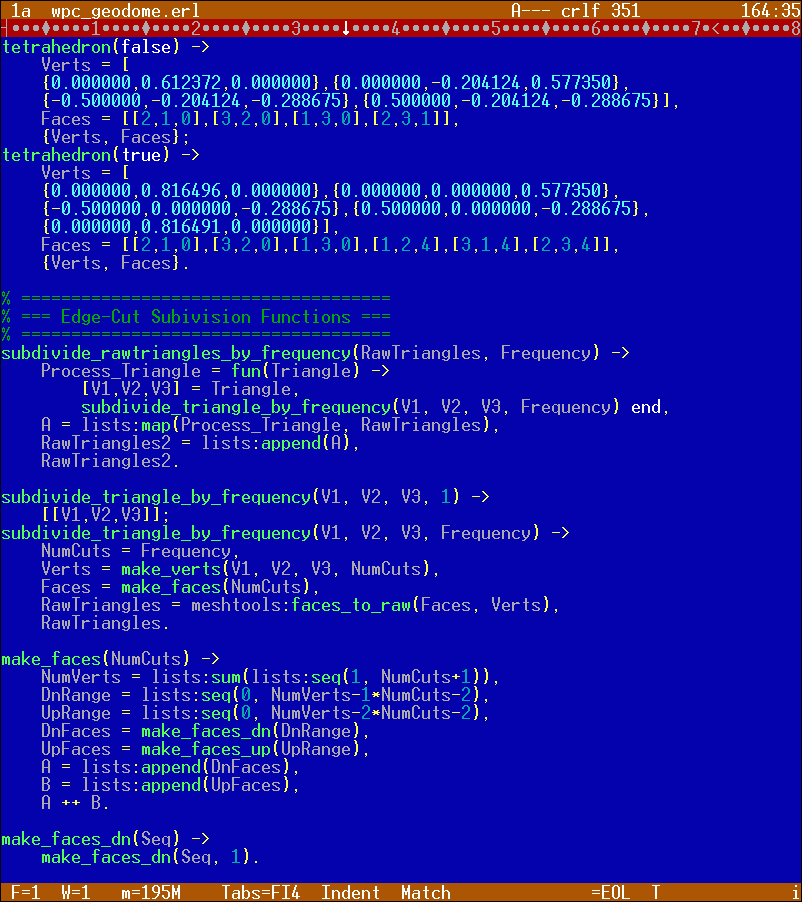 1a  wpc_geodome.erl                               A--- crlf 351          164:35
┤•••◆••••1••••◆••••2••••◆••••3••••↓••••4••••◆••••5••••◆••••6••••◆••••7•<••◆••••8
tetrahedron(false) ->
    Verts = [
    {0.000000,0.612372,0.000000},{0.000000,-0.204124,0.577350},
    {-0.500000,-0.204124,-0.288675},{0.500000,-0.204124,-0.288675}],
    Faces = [[2,1,0],[3,2,0],[1,3,0],[2,3,1]],
    {Verts, Faces};
tetrahedron(true) ->
    Verts = [
    {0.000000,0.816496,0.000000},{0.000000,0.000000,0.577350},
    {-0.500000,0.000000,-0.288675},{0.500000,0.000000,-0.288675},
    {0.000000,0.816491,0.000000}],
    Faces = [[2,1,0],[3,2,0],[1,3,0],[1,2,4],[3,1,4],[2,3,4]],
    {Verts, Faces}.

% =====================================
% === Edge-Cut Subivision Functions ===
% =====================================
subdivide_rawtriangles_by_frequency(RawTriangles, Frequency) ->
    Process_Triangle = fun(Triangle) ->
        [V1,V2,V3] = Triangle,
        subdivide_triangle_by_frequency(V1, V2, V3, Frequency) end,
    A = lists:map(Process_Triangle, RawTriangles),
    RawTriangles2 = lists:append(A),
    RawTriangles2.

subdivide_triangle_by_frequency(V1, V2, V3, 1) ->
    [[V1,V2,V3]];
subdivide_triangle_by_frequency(V1, V2, V3, Frequency) ->
    NumCuts = Frequency,
    Verts = make_verts(V1, V2, V3, NumCuts),
    Faces = make_faces(NumCuts),
    RawTriangles = meshtools:faces_to_raw(Faces, Verts),
    RawTriangles.

make_faces(NumCuts) ->
    NumVerts = lists:sum(lists:seq(1, NumCuts+1)),
    DnRange = lists:seq(0, NumVerts-1*NumCuts-2),
    UpRange = lists:seq(0, NumVerts-2*NumCuts-2),
    DnFaces = make_faces_dn(DnRange),
    UpFaces = make_faces_up(UpRange),
    A = lists:append(DnFaces),
    B = lists:append(UpFaces),
    A ++ B.

make_faces_dn(Seq) ->
    make_faces_dn(Seq, 1).
F=1  W=1   m=195M    Tabs=FI4  Indent  Match              =EOL  T             i